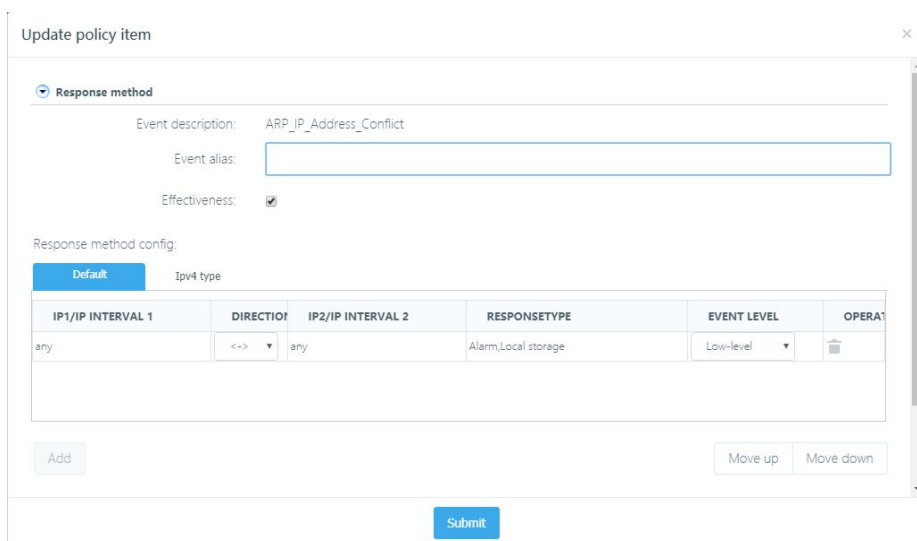 Update policy item
Response method
Event description: ARP_IP_Address_Conflict
Event alias:
Effectiveness:
Response method config:
Default Ipv4 type
IP1/IP INTERVAL 1 DIRECTION IP2/IP INTERVAL 2 RESPONSETYPE EVENT LEVEL OPERAT
any <-> any Alarm,Local storage Low-level
Add Move up Move down
Submit